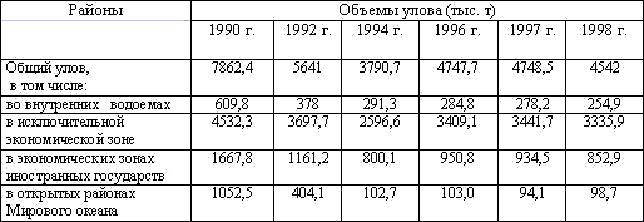 Районы Объемы улова (тыс. т)
1990 г. 1992 г. 1994 г. 1996 г. 1997 г. 1998 г.
Общий улов, 7862,4 5641 3790,7 4747,7 4748,5 4542
в том числе:
во внутренних водоемах 609,8 378 291,3 284,8 278,2 254,9
в исключительной 4532,3 3697,7 2596,6 3409,1 3441,7 3335,9
экономической зоне
в экономических зонах 1667,8 1161,2 800,1 950,8 934,5 852,9
иностранных государств
в открытых районах 1052,5 404,1 102,7 103,0 94,1 98,7
Мирового океана